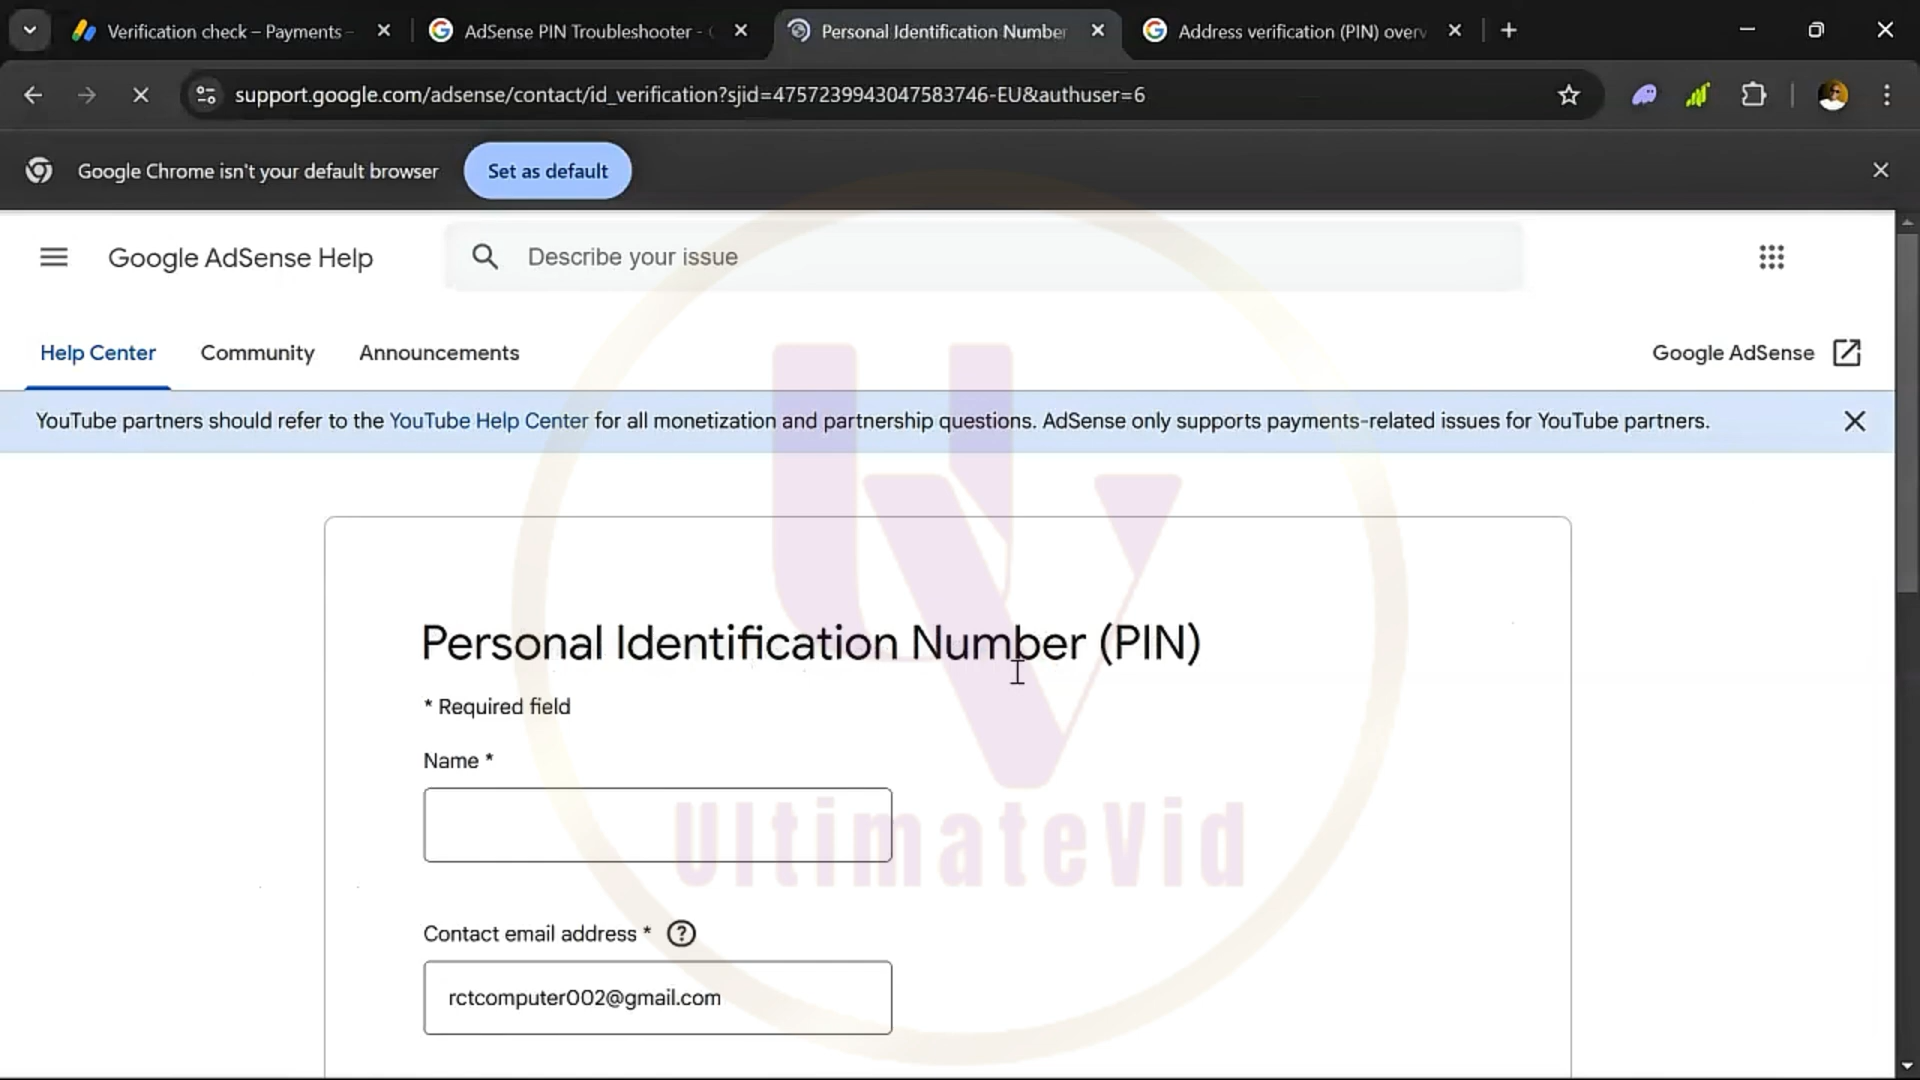 Verification check – Payments –
AdSense PIN Troubleshooter -
Personal Identification Number
Address verification (PIN) overv
support.google.com/adsense/contact/id_verification?sjid=4757239943047583746-EU&authuser=6
Google Chrome isn't your default browser
Set as default
Google AdSense Help
Describe your issue
Help Center
Community
Announcements
Google AdSense
YouTube partners should refer to the YouTube Help Center for all monetization and partnership questions. AdSense only supports payments-related issues for YouTube partners.
Personal Identification Number (PIN)
* Required field
Name *
UltimateVid
Contact email address *
rctcomputer002@gmail.com